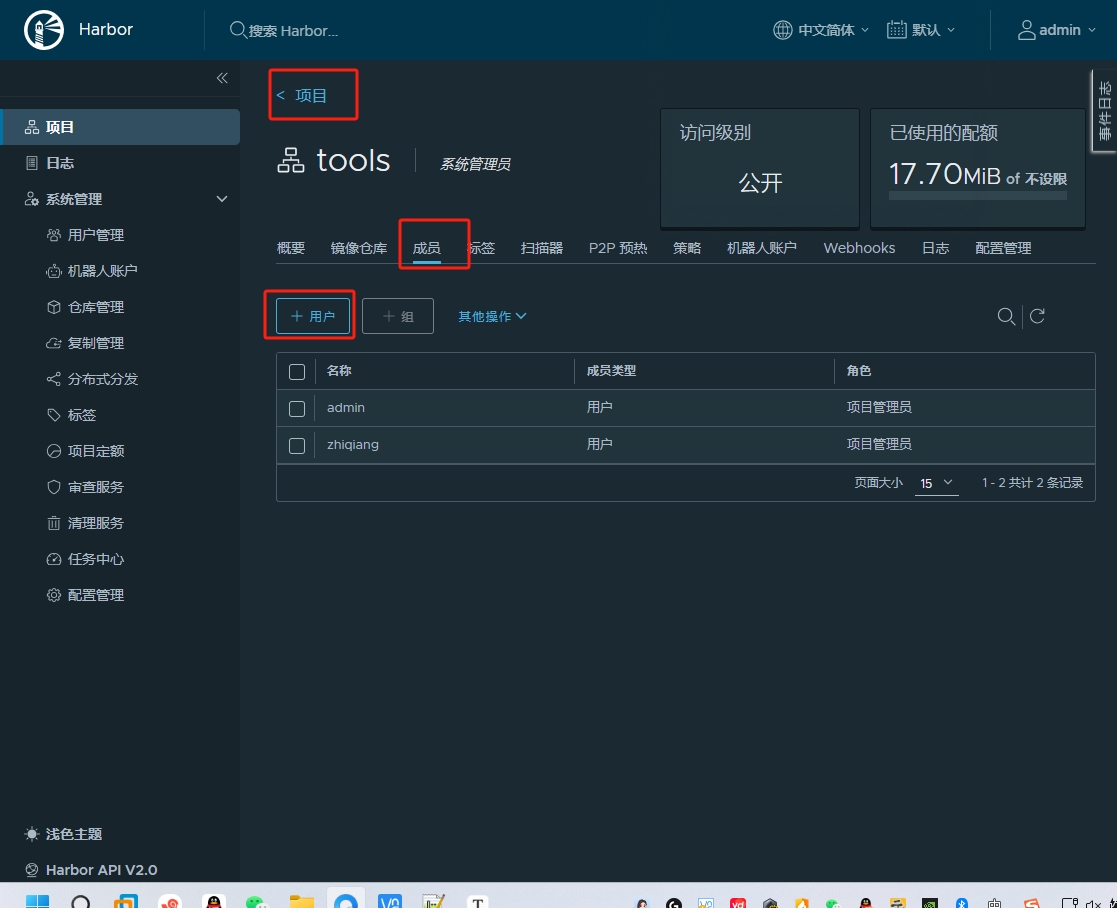 Harbor
搜索 Harbor...
中文简体
默认
admin
项目
日志
系统管理
用户管理
机器人账户
仓库管理
复制管理
分布式分发
标签
项目定额
审查服务
清理服务
任务中心
配置管理
浅色主题
Harbor API V2.0
< 项目
tools
系统管理员
访问级别
公开
已使用的配额
17.70MiB of 不设限
事件日志
概要 镜像仓库 成员 标签 扫描器 P2P 预热 策略 机器人账户 Webhooks 日志 配置管理
+ 用户 + 组 其他操作
名称 成员类型 角色
admin 用户 项目管理员
zhiqiang 用户 项目管理员
页面大小 15 1 - 2 共计 2 条记录